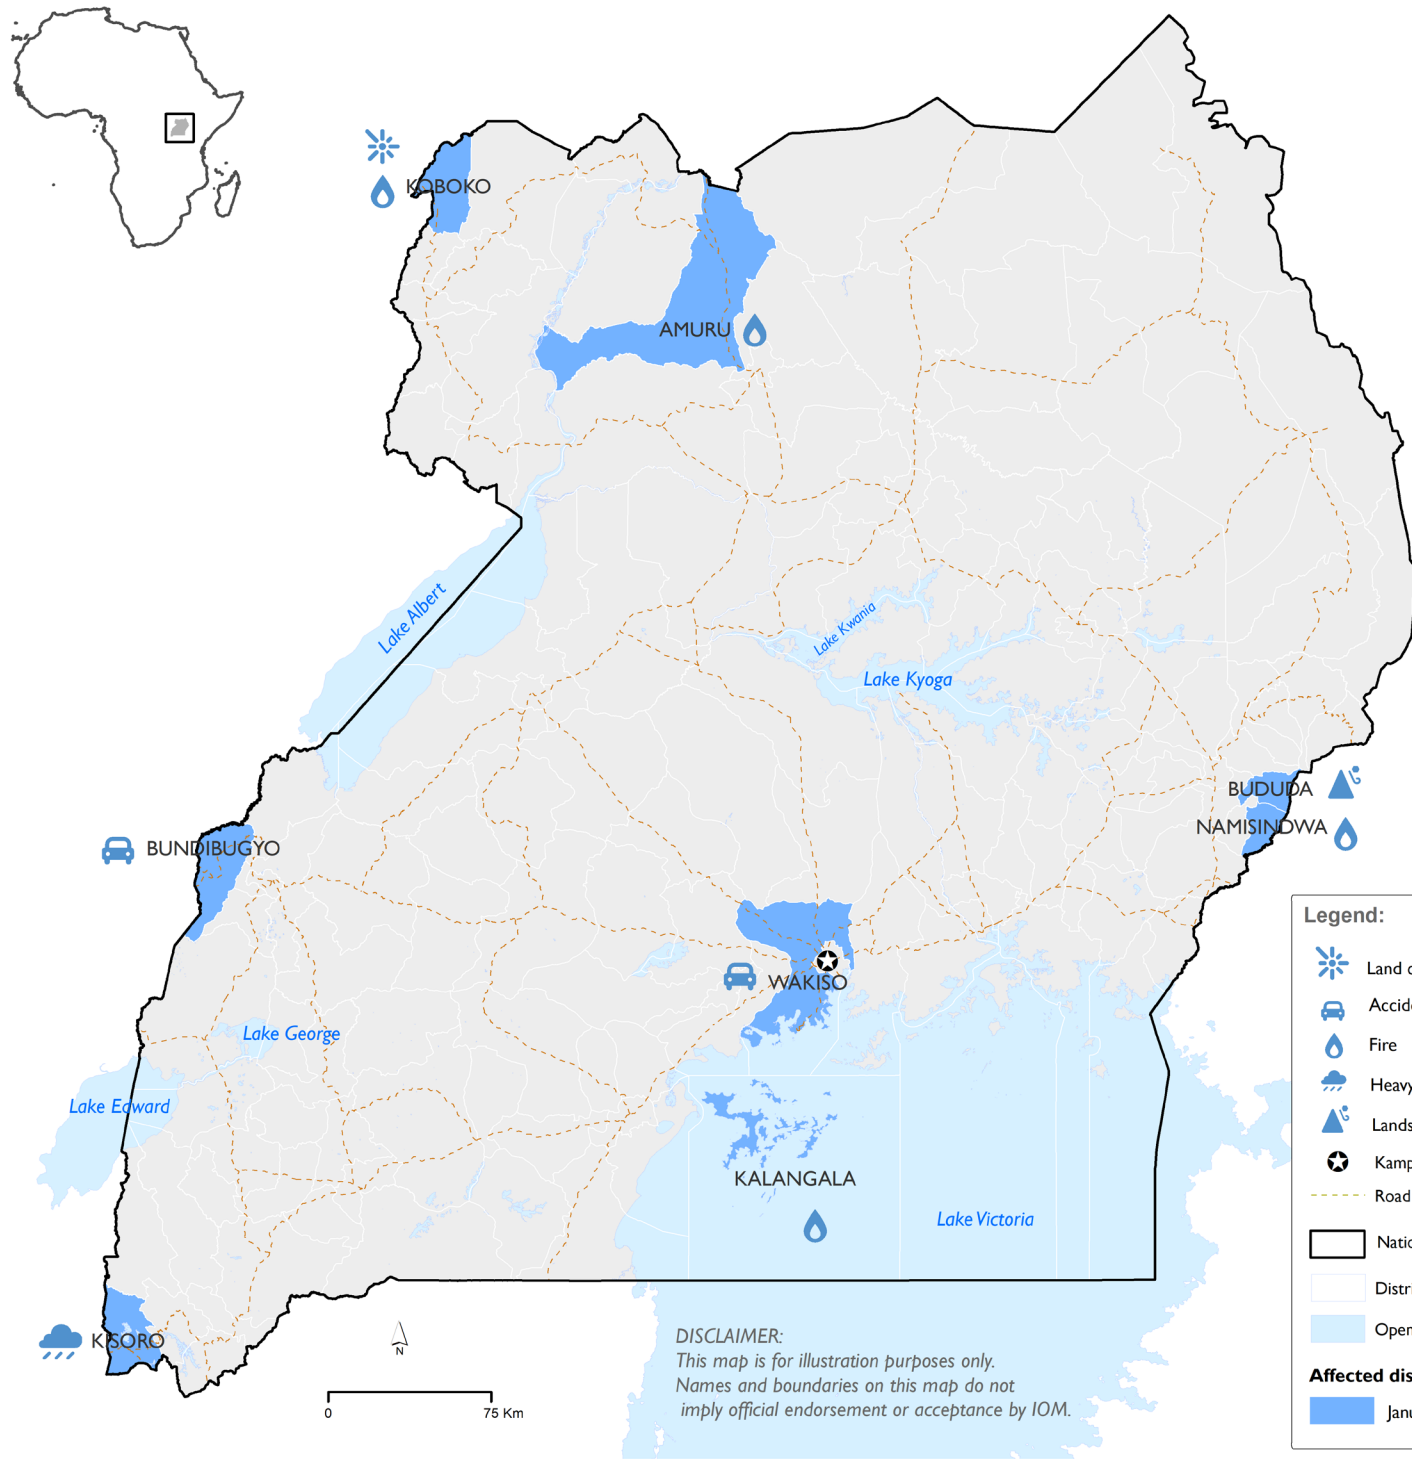 KOBOKO
AMURU
Lake Albert
Lake Kwania
Lake Kyoga
BUDUDA
NAMISINDWA
BUNDIBUGYO
WAKISO
Lake George
Lake Edward
KALANGALA
Lake Victoria
KISORO
N
0 75 Km
DISCLAIMER:
This map is for illustration purposes only.
Names and boundaries on this map do not
imply official endorsement or acceptance by IOM.
Legend:
Land
Fire
Road
Affected